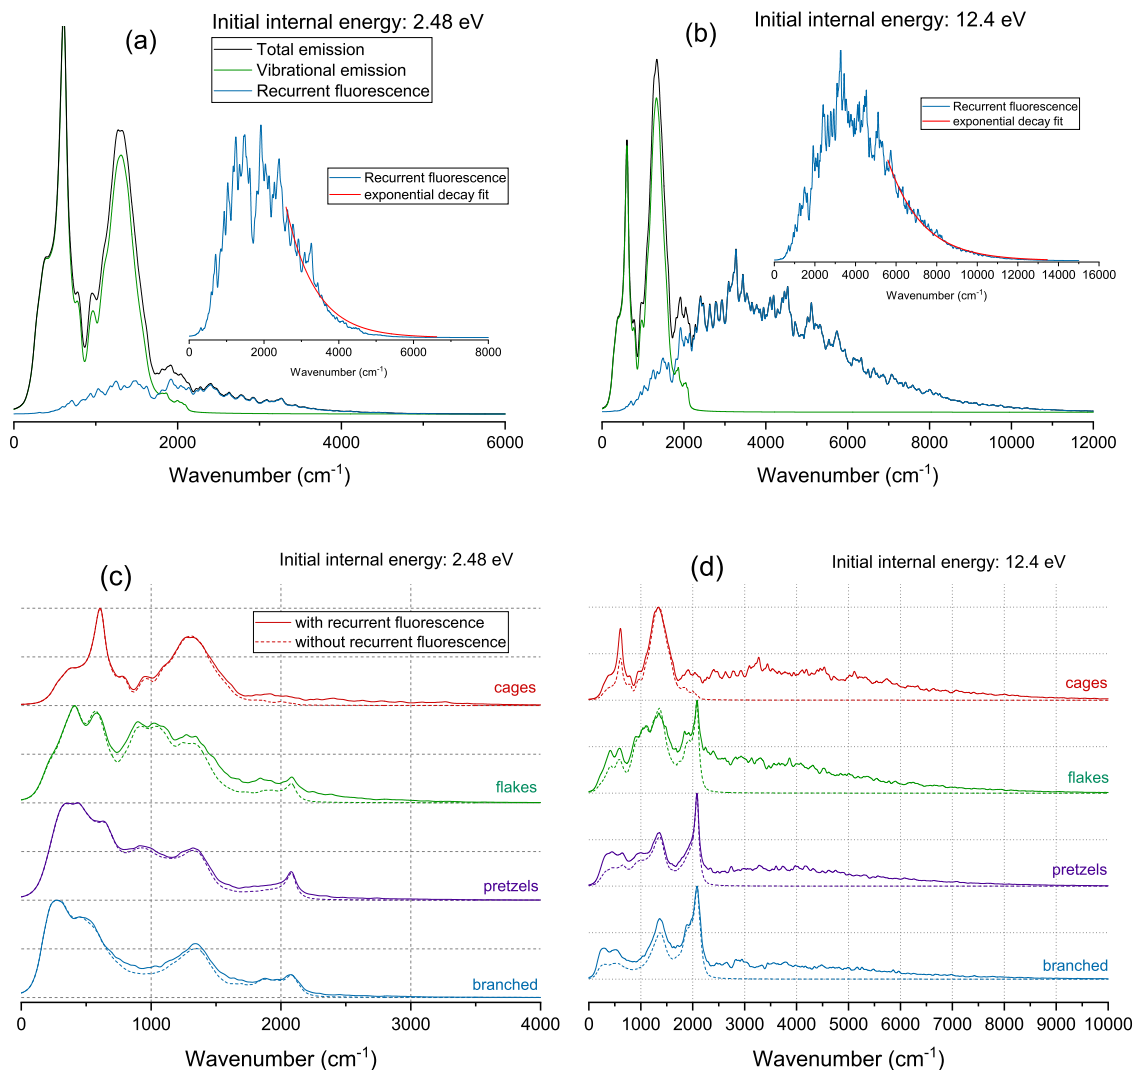 Initial internal energy: 2.48 eV
(a)
Total emission
Vibrational emission
Recurrent fluorescence
Recurrent fluorescence
exponential decay fit
0 2000 4000 6000 8000
Wavenumber (cm-1)
0 2000 4000 6000
Wavenumber (cm-1)
Initial internal energy: 12.4 eV
(b)
Recurrent fluorescence
exponential decay fit
0 2000 4000 6000 8000 10000 12000 14000 16000
Wavenumber (cm-1)
0 2000 4000 6000 8000 10000 12000
Wavenumber (cm-1)
Initial internal energy: 2.48 eV
(c)
with recurrent fluorescence
without recurrent fluorescence
cages
flakes
pretzels
branched
0 1000 2000 3000 4000
Wavenumber (cm-1)
Initial internal energy: 12.4 eV
(d)
cages
flakes
pretzels
branched
0 1000 2000 3000 4000 5000 6000 7000 8000 9000 10000
Wavenumber (cm-1)